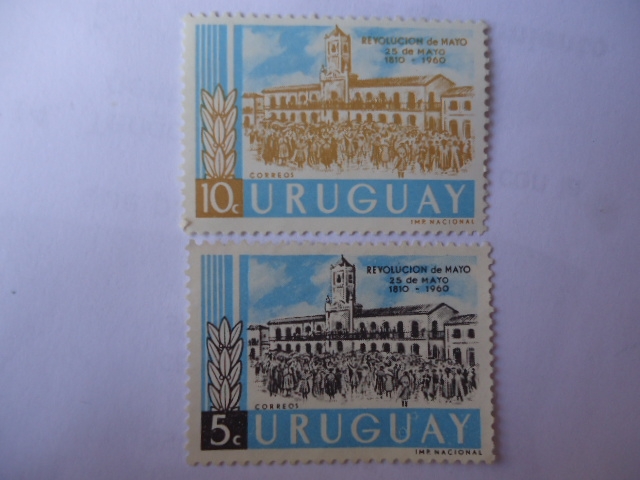 REVOLUCION de MAYO
25 de MAYO
1810 - 1960
CORREOS
10c URUGUAY
IMP. NACIONAL
REVOLUCION de MAYO
25 de MAYO
1810 - 1960
CORREOS
5c URUGUAY
IMP. NACIONAL